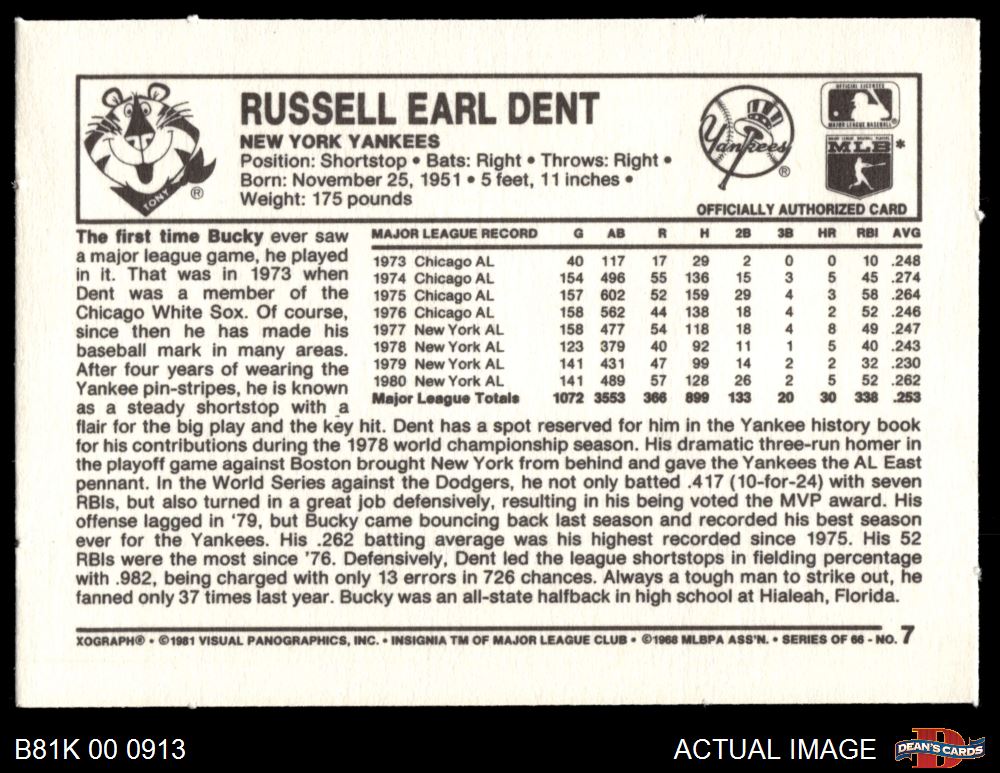 RUSSELL EARL DENT
NEW YORK YANKEES
Position: Shortstop • Bats: Right • Throws: Right •
Born: November 25, 1951 • 5 feet, 11 inches •
Weight: 175 pounds
TONY ®
Yankees ®
OFFICIAL LICENSEE
MAJOR LEAGUE BASEBALL
MAJOR LEAGUE BASEBALL PLAYERS
MLB *
OFFICIALLY AUTHORIZED CARD
The first time Bucky ever saw
a major league game, he played
in it. That was in 1973 when
Dent was a member of the
Chicago White Sox. Of course,
since then he has made his
baseball mark in many areas.
After four years of wearing the
Yankee pin-stripes, he is known
as a steady shortstop with a
MAJOR LEAGUE RECORD G AB R H 2B 3B HR RBI AVG
1973 Chicago AL 40 117 17 29 2 0 0 10 .248
1974 Chicago AL 154 496 55 136 15 3 5 45 .274
1975 Chicago AL 157 602 52 159 29 4 3 58 .264
1976 Chicago AL 158 562 44 138 18 4 2 52 .246
1977 New York AL 158 477 54 118 18 4 8 49 .247
1978 New York AL 123 379 40 92 11 1 5 40 .243
1979 New York AL 141 431 47 99 14 2 2 32 .230
1980 New York AL 141 489 57 128 26 2 5 52 .262
Major League Totals 1072 3553 366 899 133 20 30 338 .253
flair for the big play and the key hit. Dent has a spot reserved for him in the Yankee history book
for his contributions during the 1978 world championship season. His dramatic three-run homer in
the playoff game against Boston brought New York from behind and gave the Yankees the AL East
pennant. In the World Series against the Dodgers, he not only batted .417 (10-for-24) with seven
RBIs, but also turned in a great job defensively, resulting in his being voted the MVP award. His
offense lagged in '79, but Bucky came bouncing back last season and recorded his best season
ever for the Yankees. His .262 batting average was his highest recorded since 1975. His 52
RBIs were the most since '76. Defensively, Dent led the league shortstops in fielding percentage
with .982, being charged with only 13 errors in 726 chances. Always a tough man to strike out, he
fanned only 37 times last year. Bucky was an all-state halfback in high school at Hialeah, Florida.
XOGRAPH® • ©1981 VISUAL PANOGRAPHICS, INC. • INSIGNIA TM OF MAJOR LEAGUE CLUB • ©1968 MLBPA ASS'N. • SERIES OF 66 - NO. 7
B81K 00 0913
ACTUAL IMAGE
D
DEAN'S CARDS